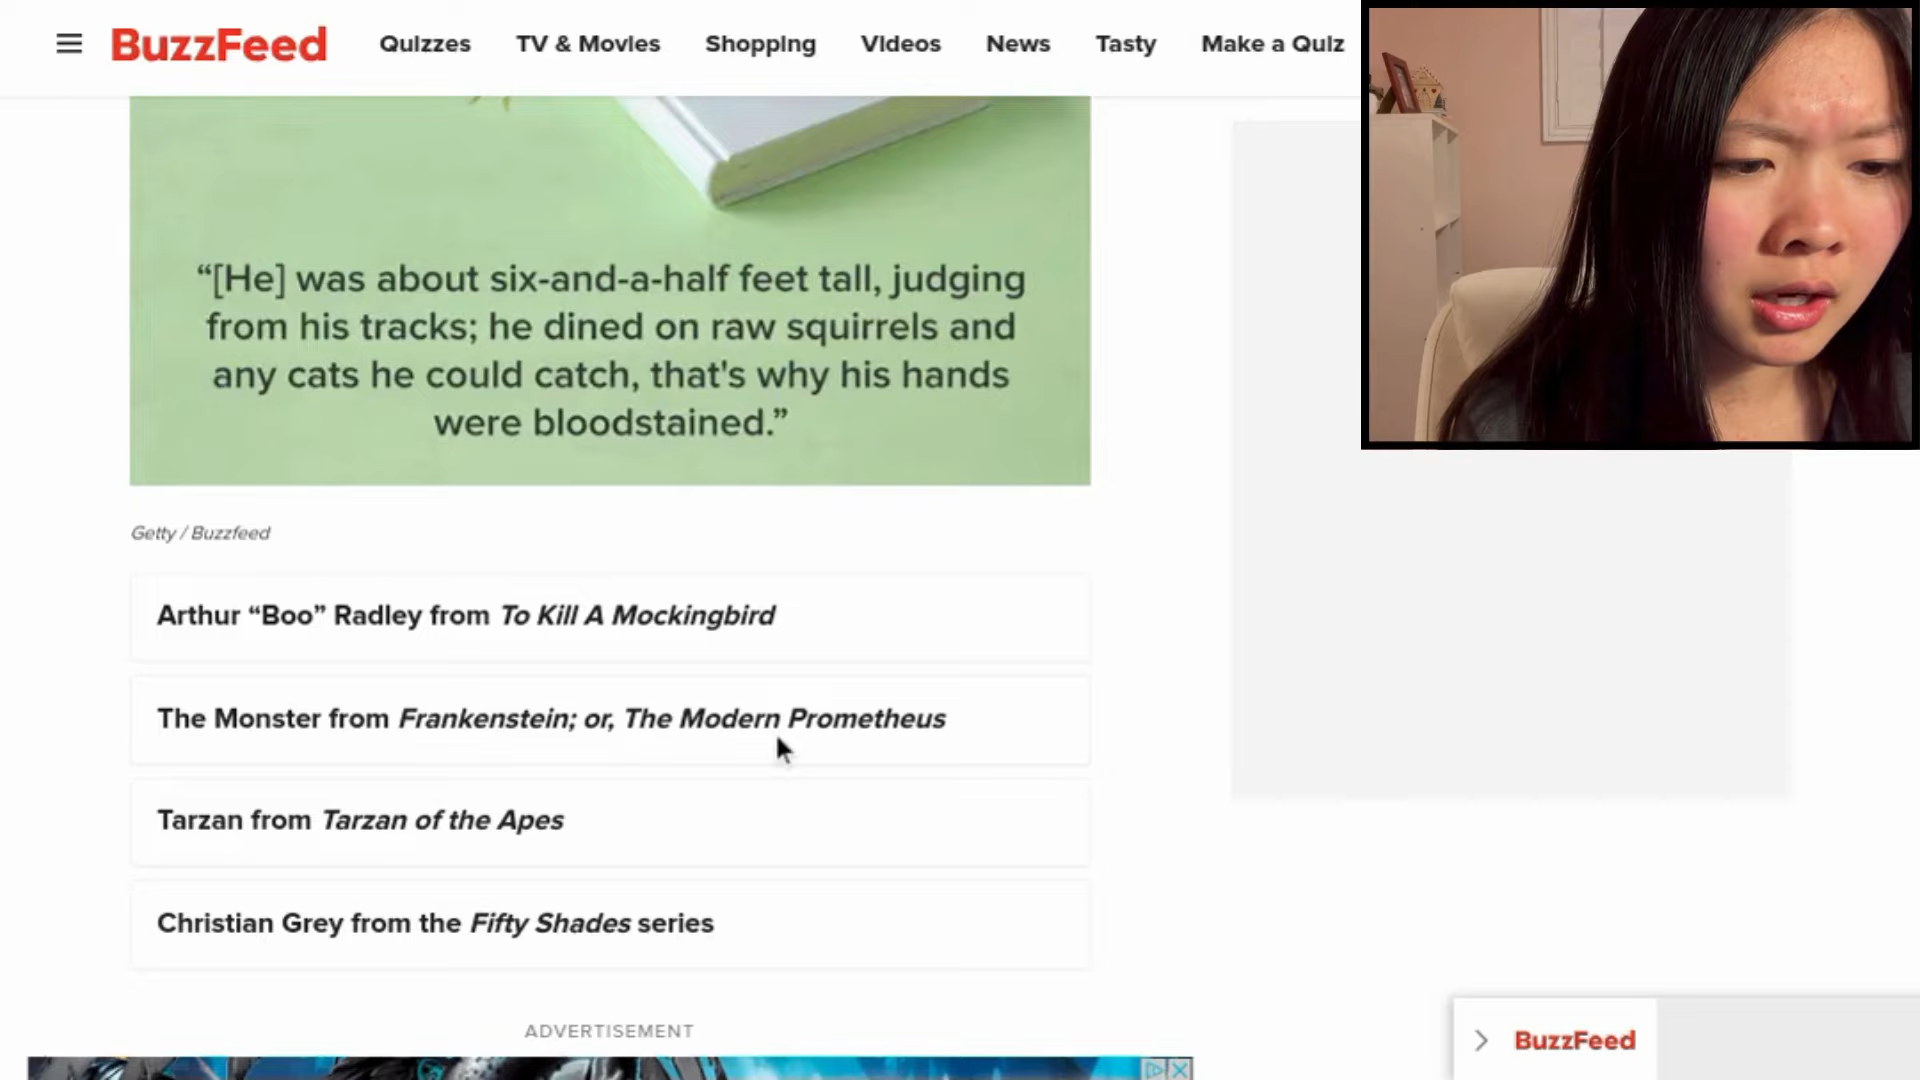 BuzzFeed Quizzes TV & Movies Shopping Videos News Tasty Make a Quiz
“[He] was about six-and-a-half feet tall, judging
from his tracks; he dined on raw squirrels and
any cats he could catch, that's why his hands
were bloodstained.”
Getty / Buzzfeed
Arthur “Boo” Radley from To Kill A Mockingbird
The Monster from Frankenstein; or, The Modern Prometheus
Tarzan from Tarzan of the Apes
Christian Grey from the Fifty Shades series
ADVERTISEMENT
BuzzFeed